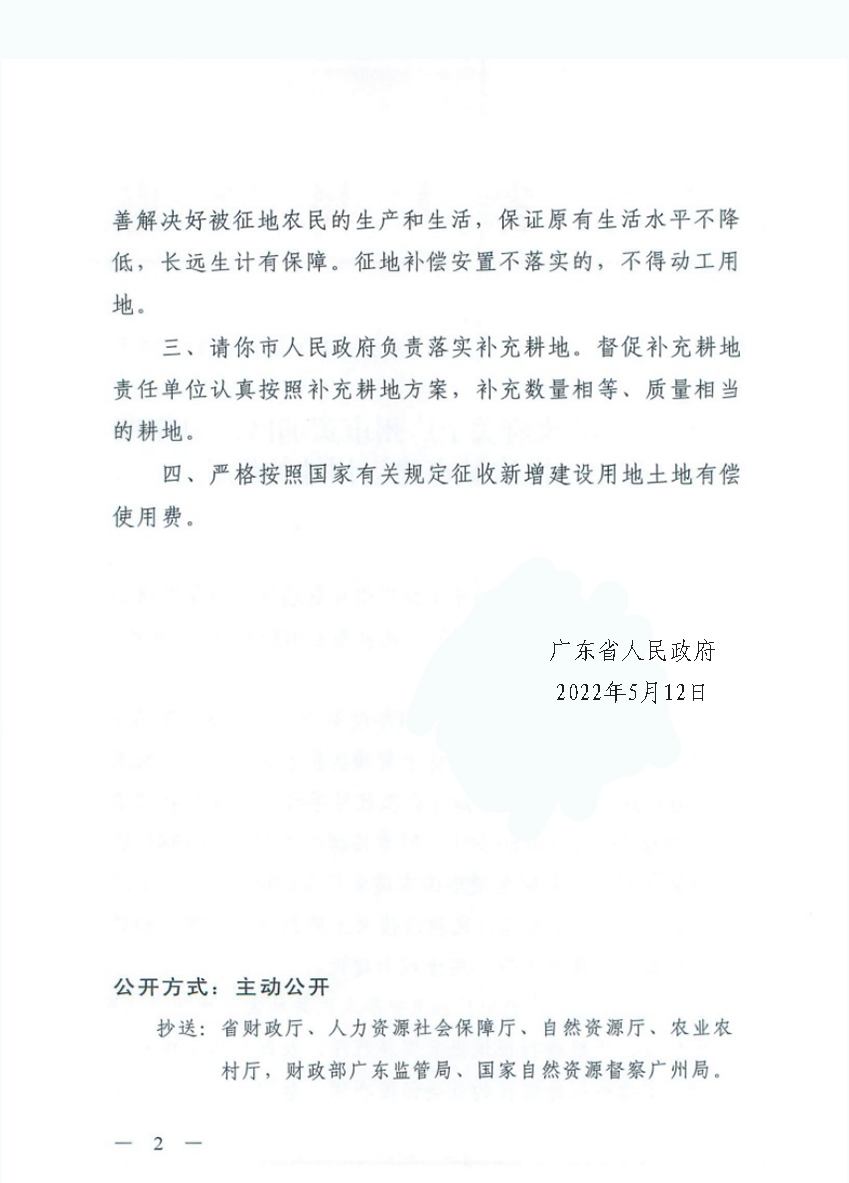 善解决好被征地农民的生产和生活，保证原有生活水平不降
低，长远生计有保障。征地补偿安置不落实的，不得动工用
地。
三、请你市人民政府负责落实补充耕地。督促补充耕地
责任单位认真按照补充耕地方案，补充数量相等、质量相当
的耕地。
四、严格按照国家有关规定征收新增建设用地土地有偿
使用费。
广东省人民政府
2022年5月12日
公开方式：主动公开
抄送：省财政厅、人力资源社会保障厅、自然资源厅、农业农
村厅，财政部广东监管局、国家自然资源督察广州局。
— 2 —